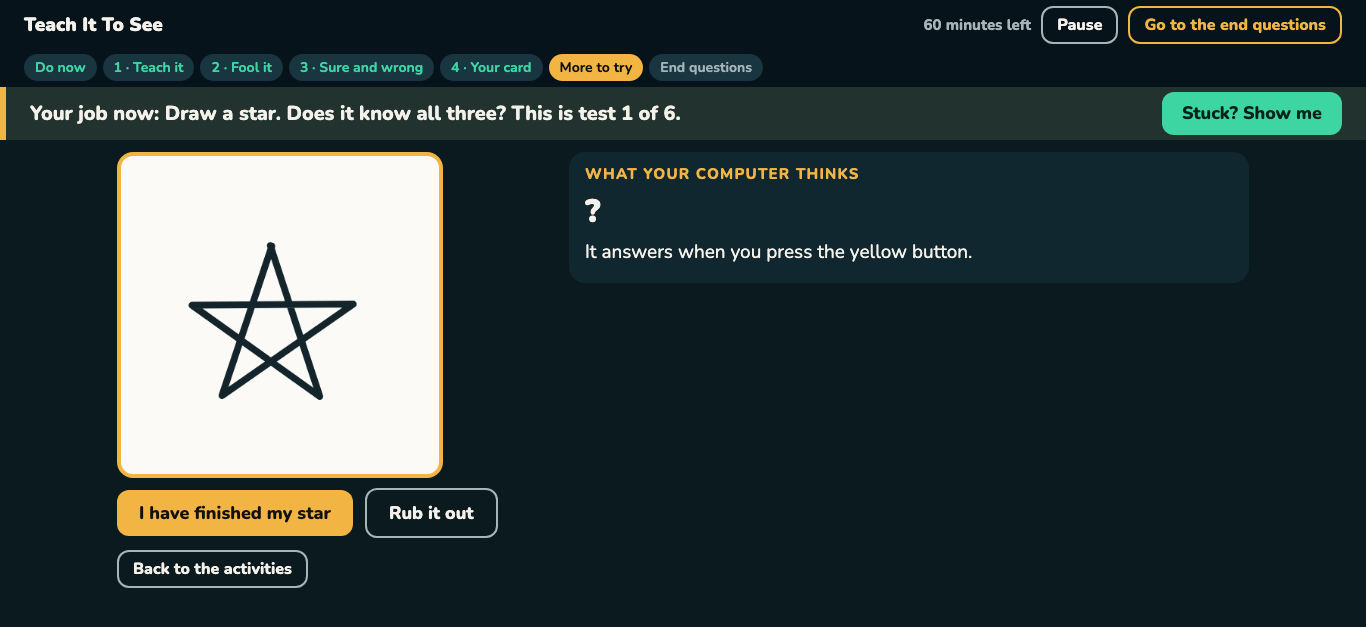 Teach It To See
60 minutes left
Pause
Go to the end questions
Do now
1 · Teach it
2 · Fool it
3 · Sure and wrong
4 · Your card
More to try
End questions
Your job now: Draw a star. Does it know all three? This is test 1 of 6.
Stuck? Show me
WHAT YOUR COMPUTER THINKS
?
It answers when you press the yellow button.
I have finished my star
Rub it out
Back to the activities